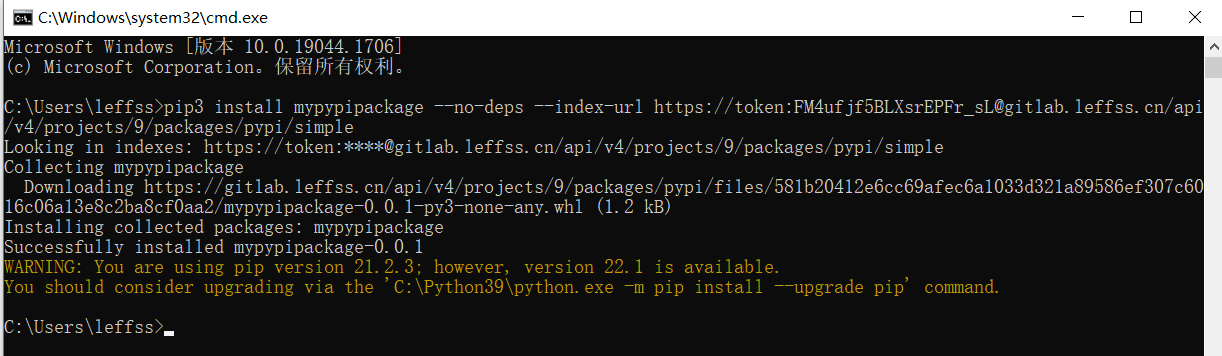 C:\Windows\system32\cmd.exe
Microsoft Windows [版本 10.0.19044.1706]
(c) Microsoft Corporation。保留所有权利。
C:\Users\leffss>pip3 install mypypipackage --no-deps --index-url https://token:FM4ufjf5BLXsrEPFr_sL@gitlab.leffss.cn/api
/v4/projects/9/packages/pypi/simple
Looking in indexes: https://token:****@gitlab.leffss.cn/api/v4/projects/9/packages/pypi/simple
Collecting mypypipackage
  Downloading https://gitlab.leffss.cn/api/v4/projects/9/packages/pypi/files/581b20412e6cc69afec6a1033d321a89586ef307c60
16c06a13e8c2ba8cf0aa2/mypypipackage-0.0.1-py3-none-any.whl (1.2 kB)
Installing collected packages: mypypipackage
Successfully installed mypypipackage-0.0.1
WARNING: You are using pip version 21.2.3; however, version 22.1 is available.
You should consider upgrading via the 'C:\Python39\python.exe -m pip install --upgrade pip' command.
C:\Users\leffss>